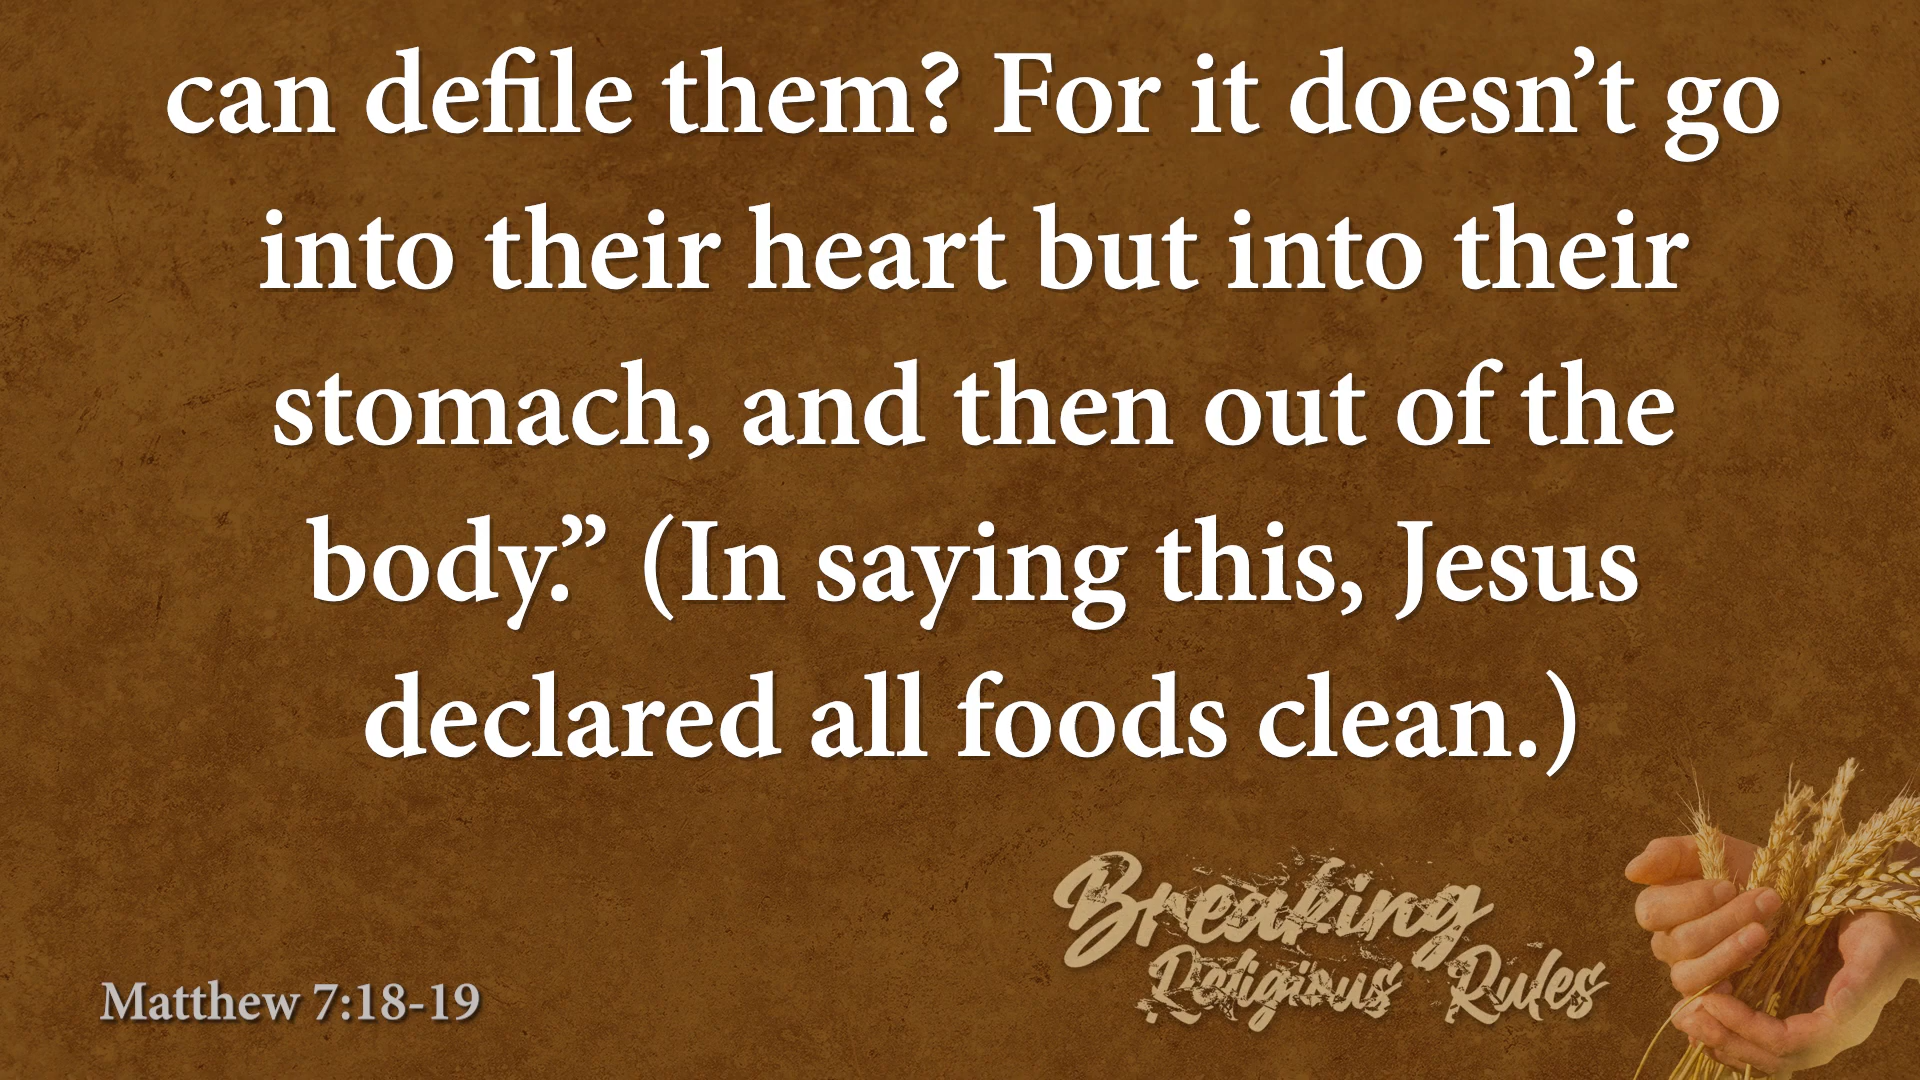 can defile them? For it doesn’t go
into their heart but into their
stomach, and then out of the
body.” (In saying this, Jesus
declared all foods clean.)
Breaking
Religious Rules
Matthew 7:18-19